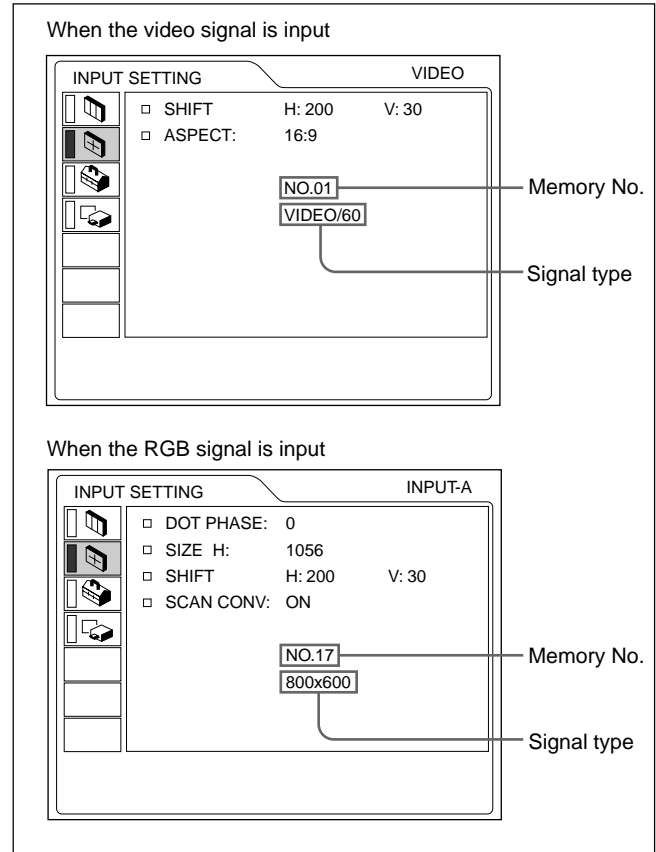 When the video signal is input
INPUT SETTING VIDEO
SHIFT H: 200 V: 30
ASPECT: 16:9
NO.01 Memory No.
VIDEO/60
Signal type
When the RGB signal is input
INPUT SETTING INPUT-A
DOT PHASE: 0
SIZE H: 1056
SHIFT H: 200 V: 30
SCAN CONV: ON
NO.17 Memory No.
800x600
Signal type